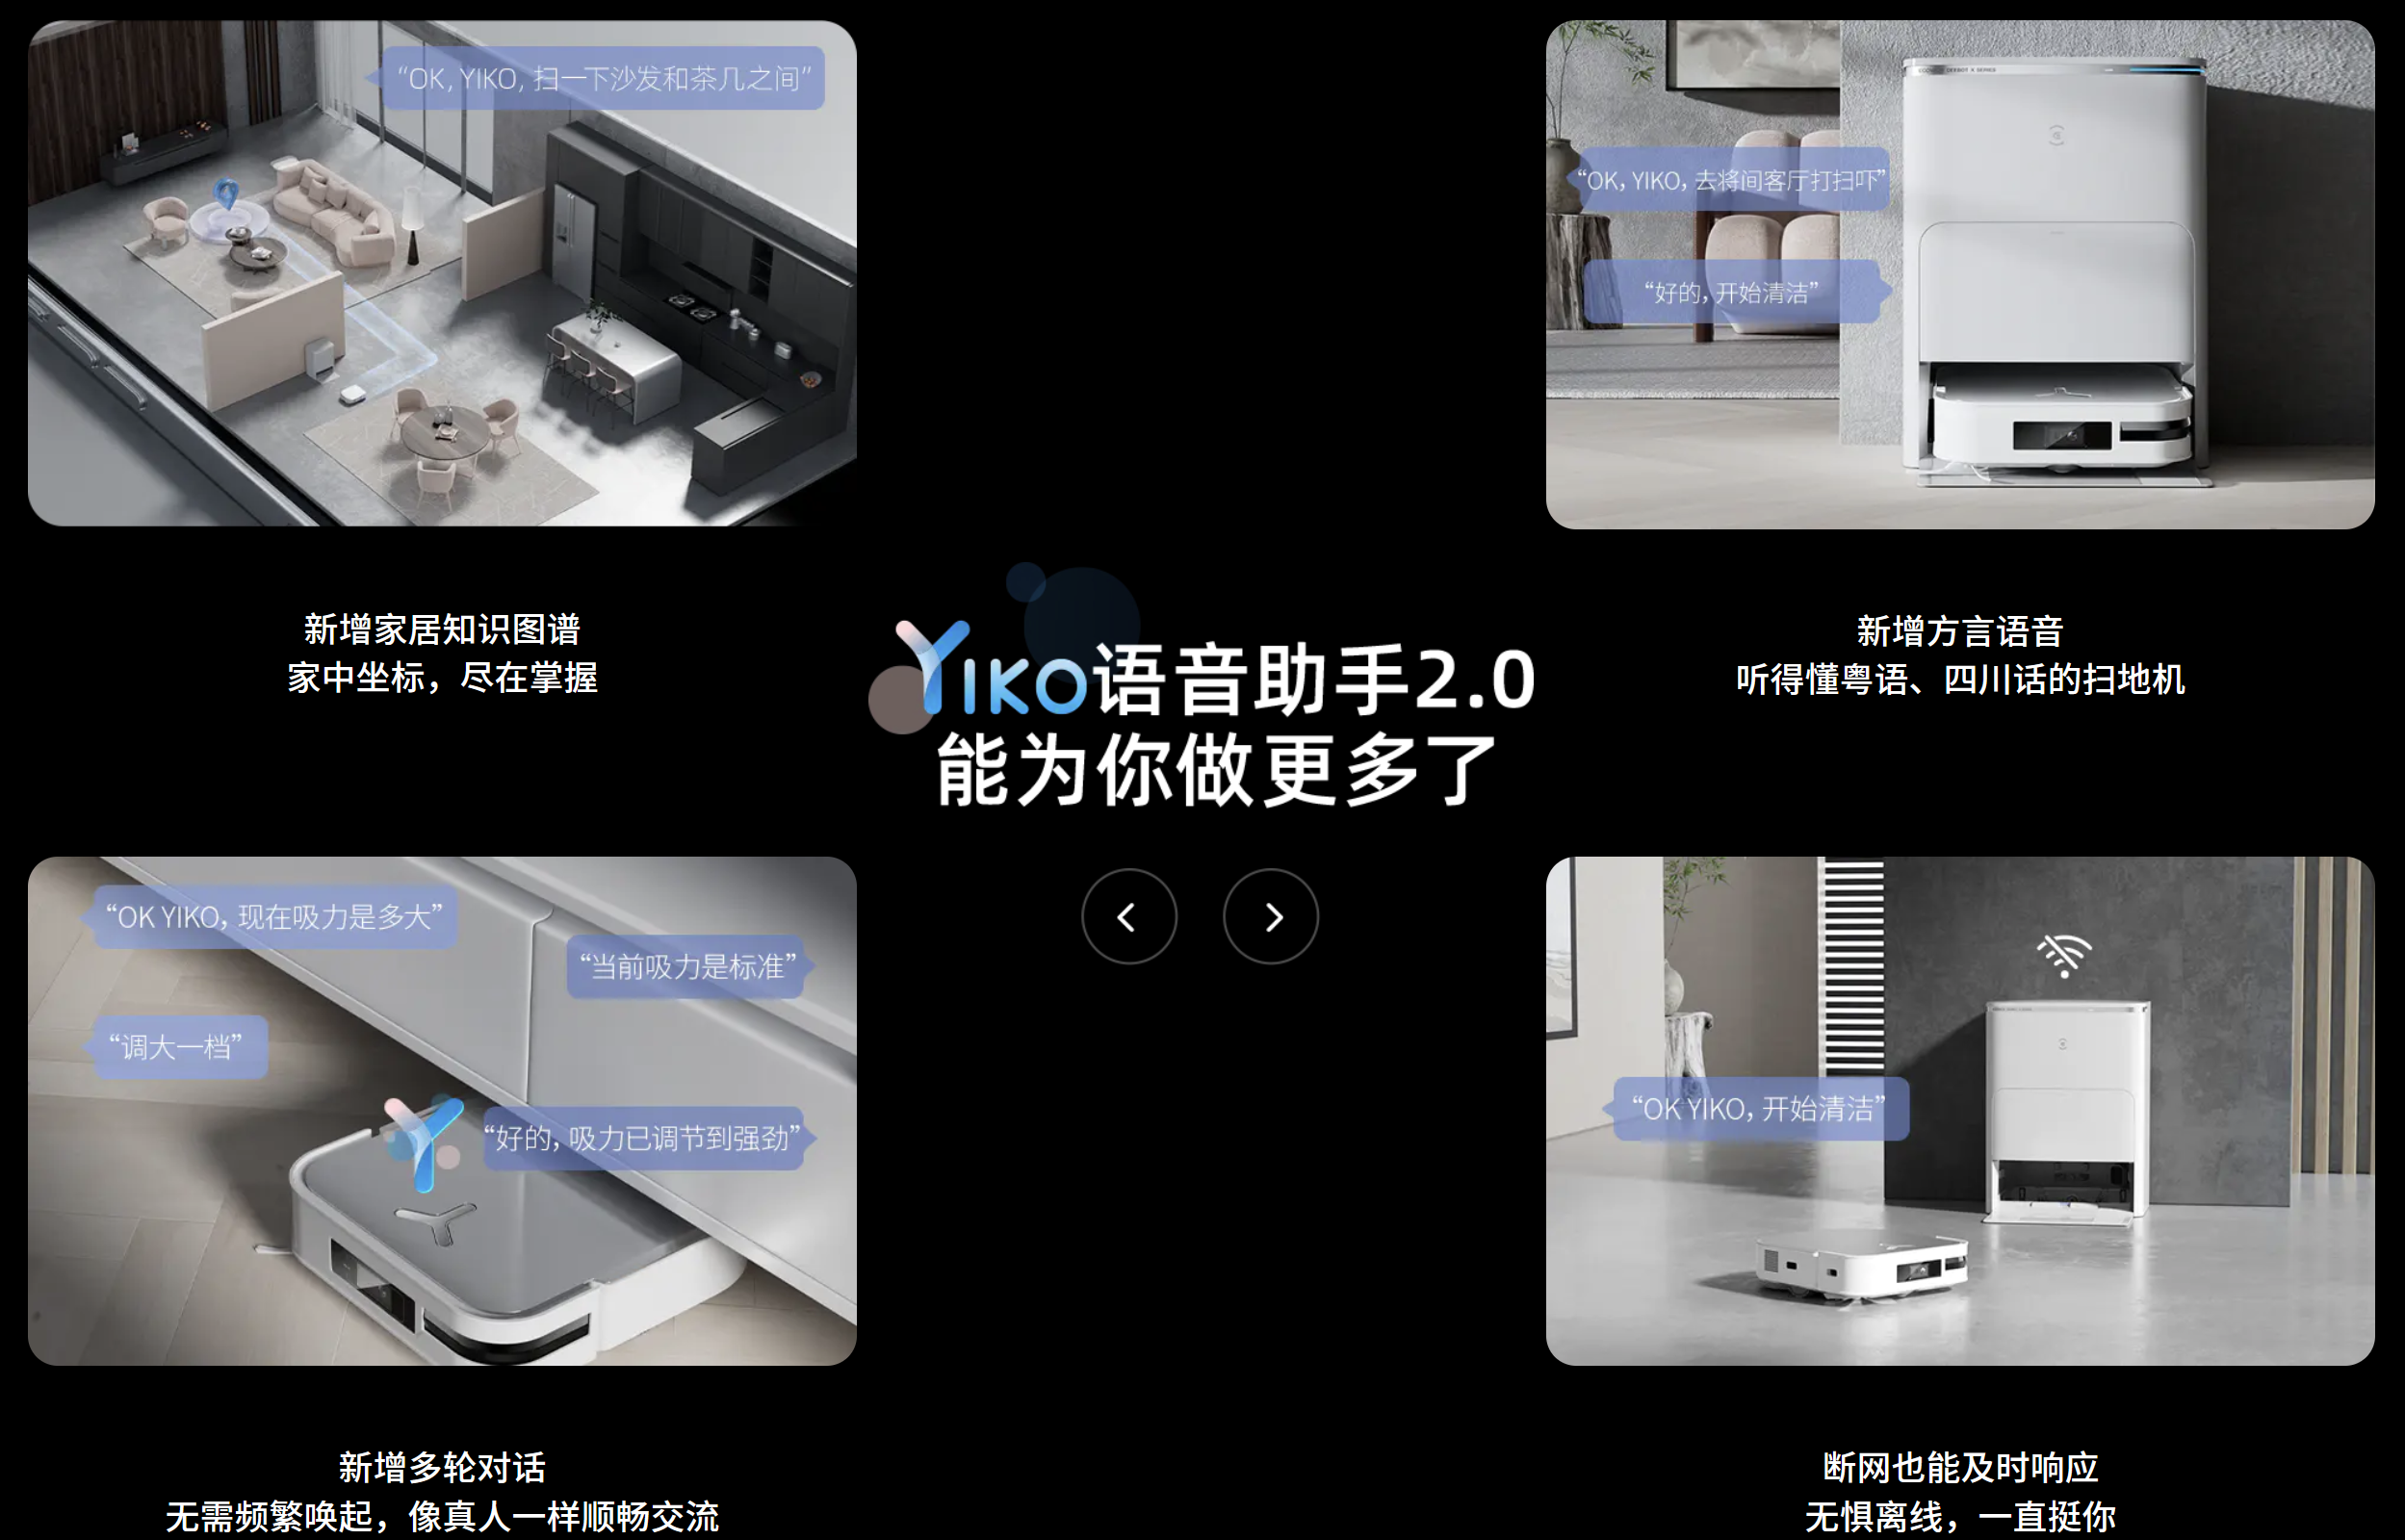 “OK, YIKO, 扫一下沙发和茶几之间”
新增家居知识图谱
家中坐标，尽在掌握
“OK, YIKO, 去将间客厅打扫吓”
“好的, 开始清洁”
新增方言语音
听得懂粤语、四川话的扫地机
YIKO语音助手2.0
能为你做更多了
“OK YIKO, 现在吸力是多大”
“当前吸力是标准”
“调大一档”
“好的, 吸力已调节到强劲”
新增多轮对话
无需频繁唤起，像真人一样顺畅交流
“OK YIKO, 开始清洁”
断网也能及时响应
无惧离线，一直挺你